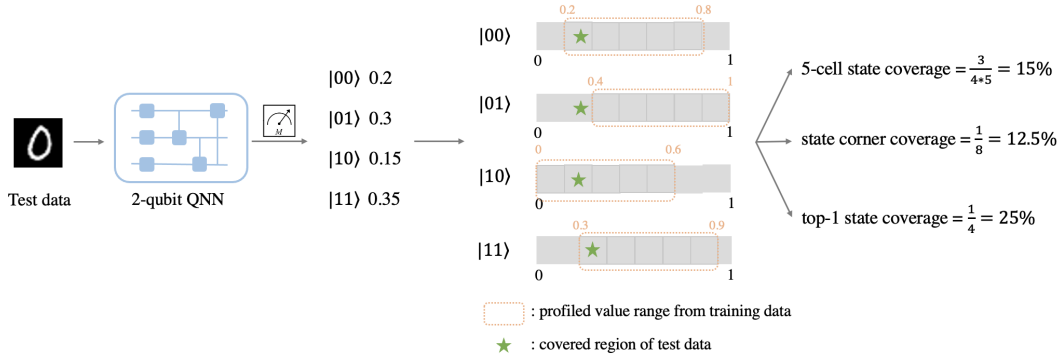 Test data
2-qubit QNN
M
|00⟩ 0.2
|01⟩ 0.3
|10⟩ 0.15
|11⟩ 0.35
0.2 0.8
|00⟩
0 1
0.4 1
|01⟩
0 1
0 0.6
|10⟩
0 1
0.3 0.9
|11⟩
0 1
: profiled value range from training data
: covered region of test data
5-cell state coverage = 3/(4*5) = 15%
state corner coverage = 1/8 = 12.5%
top-1 state coverage = 1/4 = 25%